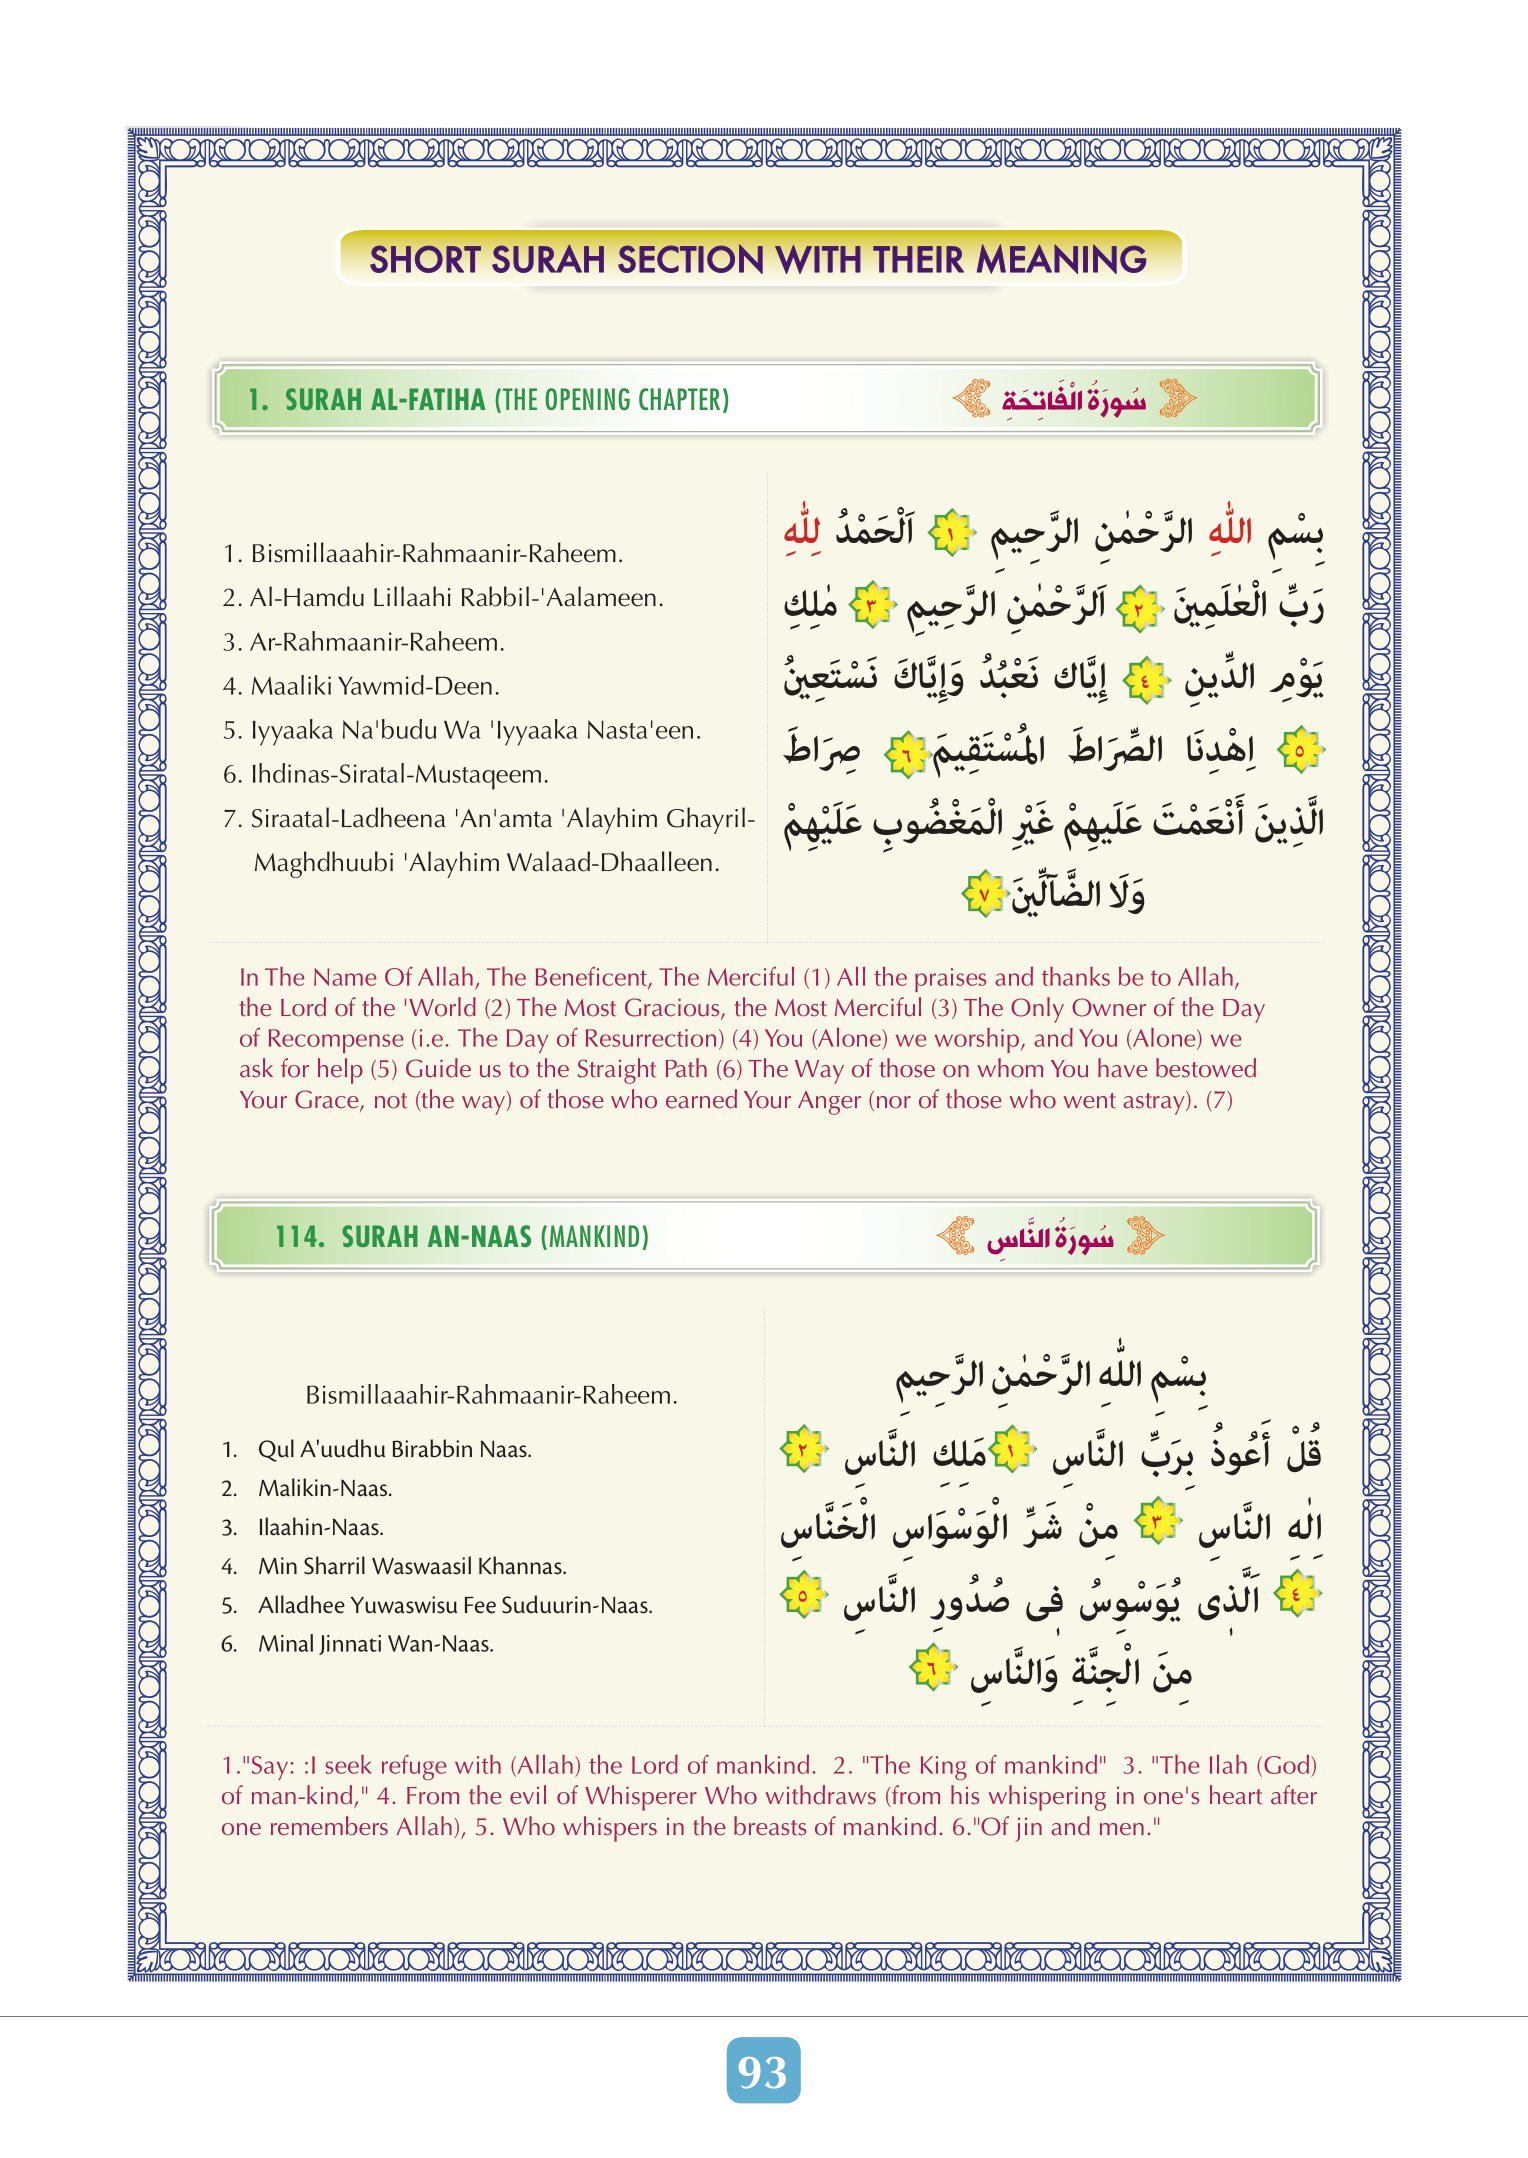 SHORT SURAH SECTION WITH THEIR MEANING
1. SURAH AL-FATIHA (THE OPENING CHAPTER)
سُورَةُ الْفَاتِحَةِ
1. Bismillaaahir-Rahmaanir-Raheem.
2. Al-Hamdu Lillaahi Rabbil-'Aalameen.
3. Ar-Rahmaanir-Raheem.
4. Maaliki Yawmid-Deen.
5. Iyyaaka Na'budu Wa 'Iyyaaka Nasta'een.
6. Ihdinas-Siratal-Mustaqeem.
7. Siraatal-Ladheena 'An'amta 'Alayhim Ghayril-
Maghdhuubi 'Alayhim Walaad-Dhaalleen.
بِسْمِ اللّٰهِ الرَّحْمٰنِ الرَّحِيمِ ١ اَلْحَمْدُ لِلّٰهِ
رَبِّ الْعٰلَمِينَ ٢ اَلرَّحْمٰنِ الرَّحِيمِ ٣ مٰلِكِ
يَوْمِ الدِّينِ ٤ إِيَّاكَ نَعْبُدُ وَإِيَّاكَ نَسْتَعِينُ
٥ اِهْدِنَا الصِّرَاطَ المُسْتَقِيمَ ٦ صِرَاطَ
الَّذِينَ أَنْعَمْتَ عَلَيهِمْ غَيْرِ الْمَغْضُوبِ عَلَيْهِمْ
وَلَا الضَّآلِّينَ ٧
In The Name Of Allah, The Beneficent, The Merciful (1) All the praises and thanks be to Allah,
the Lord of the 'World (2) The Most Gracious, the Most Merciful (3) The Only Owner of the Day
of Recompense (i.e. The Day of Resurrection) (4) You (Alone) we worship, and You (Alone) we
ask for help (5) Guide us to the Straight Path (6) The Way of those on whom You have bestowed
Your Grace, not (the way) of those who earned Your Anger (nor of those who went astray). (7)
114. SURAH AN-NAAS (MANKIND)
سُورَةُ النَّاسِ
Bismillaaahir-Rahmaanir-Raheem.
1. Qul A'uudhu Birabbin Naas.
2. Malikin-Naas.
3. Ilaahin-Naas.
4. Min Sharril Waswaasil Khannas.
5. Alladhee Yuwaswisu Fee Suduurin-Naas.
6. Minal Jinnati Wan-Naas.
بِسْمِ اللّٰهِ الرَّحْمٰنِ الرَّحِيمِ
قُلْ أَعُوذُ بِرَبِّ النَّاسِ ١ مَلِكِ النَّاسِ ٢
اِلٰهِ النَّاسِ ٣ مِنْ شَرِّ الْوَسْوَاسِ الْخَنَّاسِ
٤ اَلَّذِى يُوَسْوِسُ فِى صُدُورِ النَّاسِ ٥
مِنَ الْجِنَّةِ وَالنَّاسِ ٦
1."Say: :I seek refuge with (Allah) the Lord of mankind. 2. "The King of mankind" 3. "The Ilah (God)
of man-kind," 4. From the evil of Whisperer Who withdraws (from his whispering in one's heart after
one remembers Allah), 5. Who whispers in the breasts of mankind. 6."Of jin and men."
93